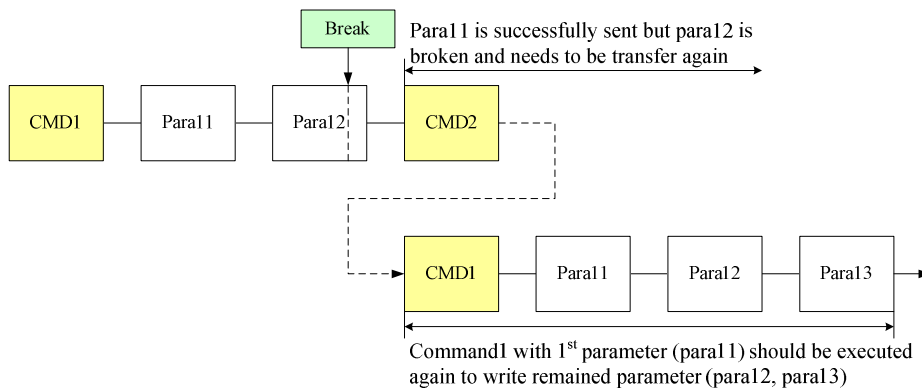 Break
Para11 is successfully sent but para12 is
broken and needs to be transfer again
CMD1
Para11
Para12
CMD2
CMD1
Para11
Para12
Para13
Command1 with 1st parameter (para11) should be executed
again to write remained parameter (para12, para13)